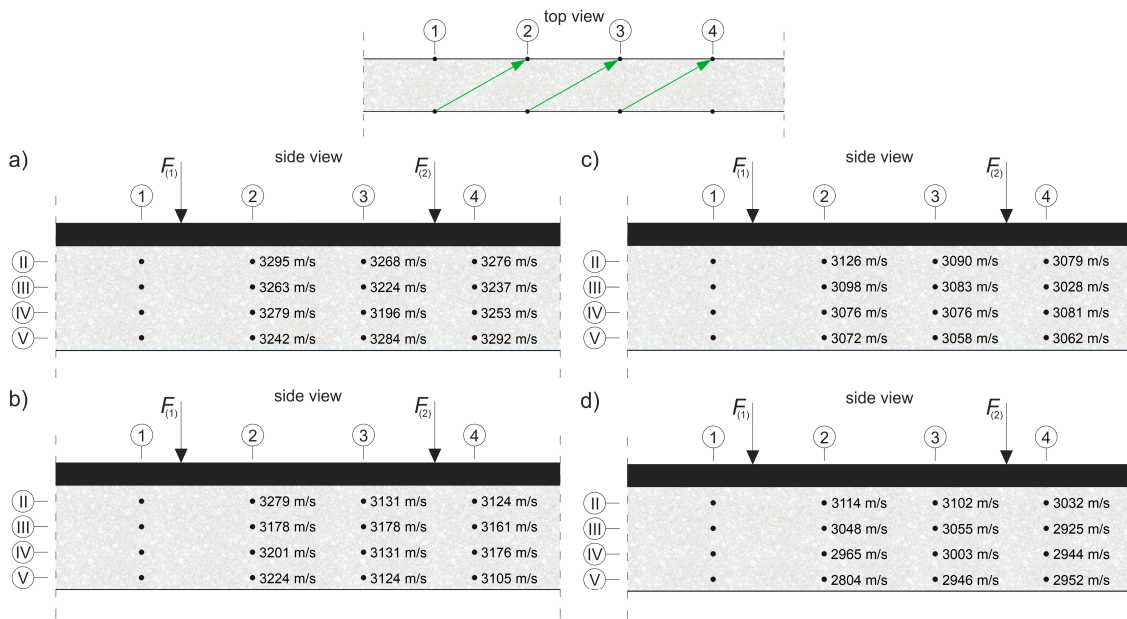 top view
1 2 3 4
a) side view
F(1) F(2)
1 2 3 4
II 3295 m/s 3268 m/s 3276 m/s
III 3263 m/s 3224 m/s 3237 m/s
IV 3279 m/s 3196 m/s 3253 m/s
V 3242 m/s 3284 m/s 3292 m/s
c) side view
F(1) F(2)
1 2 3 4
II 3126 m/s 3090 m/s 3079 m/s
III 3098 m/s 3083 m/s 3028 m/s
IV 3076 m/s 3076 m/s 3081 m/s
V 3072 m/s 3058 m/s 3062 m/s
b) side view
F(1) F(2)
1 2 3 4
II 3279 m/s 3131 m/s 3124 m/s
III 3178 m/s 3178 m/s 3161 m/s
IV 3201 m/s 3131 m/s 3176 m/s
V 3224 m/s 3124 m/s 3105 m/s
d) side view
F(1) F(2)
1 2 3 4
II 3114 m/s 3102 m/s 3032 m/s
III 3048 m/s 3055 m/s 2925 m/s
IV 2965 m/s 3003 m/s 2944 m/s
V 2804 m/s 2946 m/s 2952 m/s